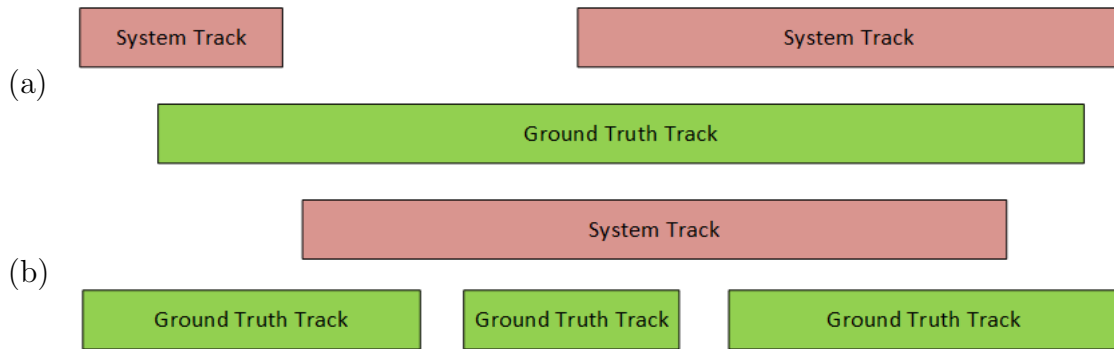 System Track System Track
(a)
Ground Truth Track
System Track
(b)
Ground Truth Track Ground Truth Track Ground Truth Track